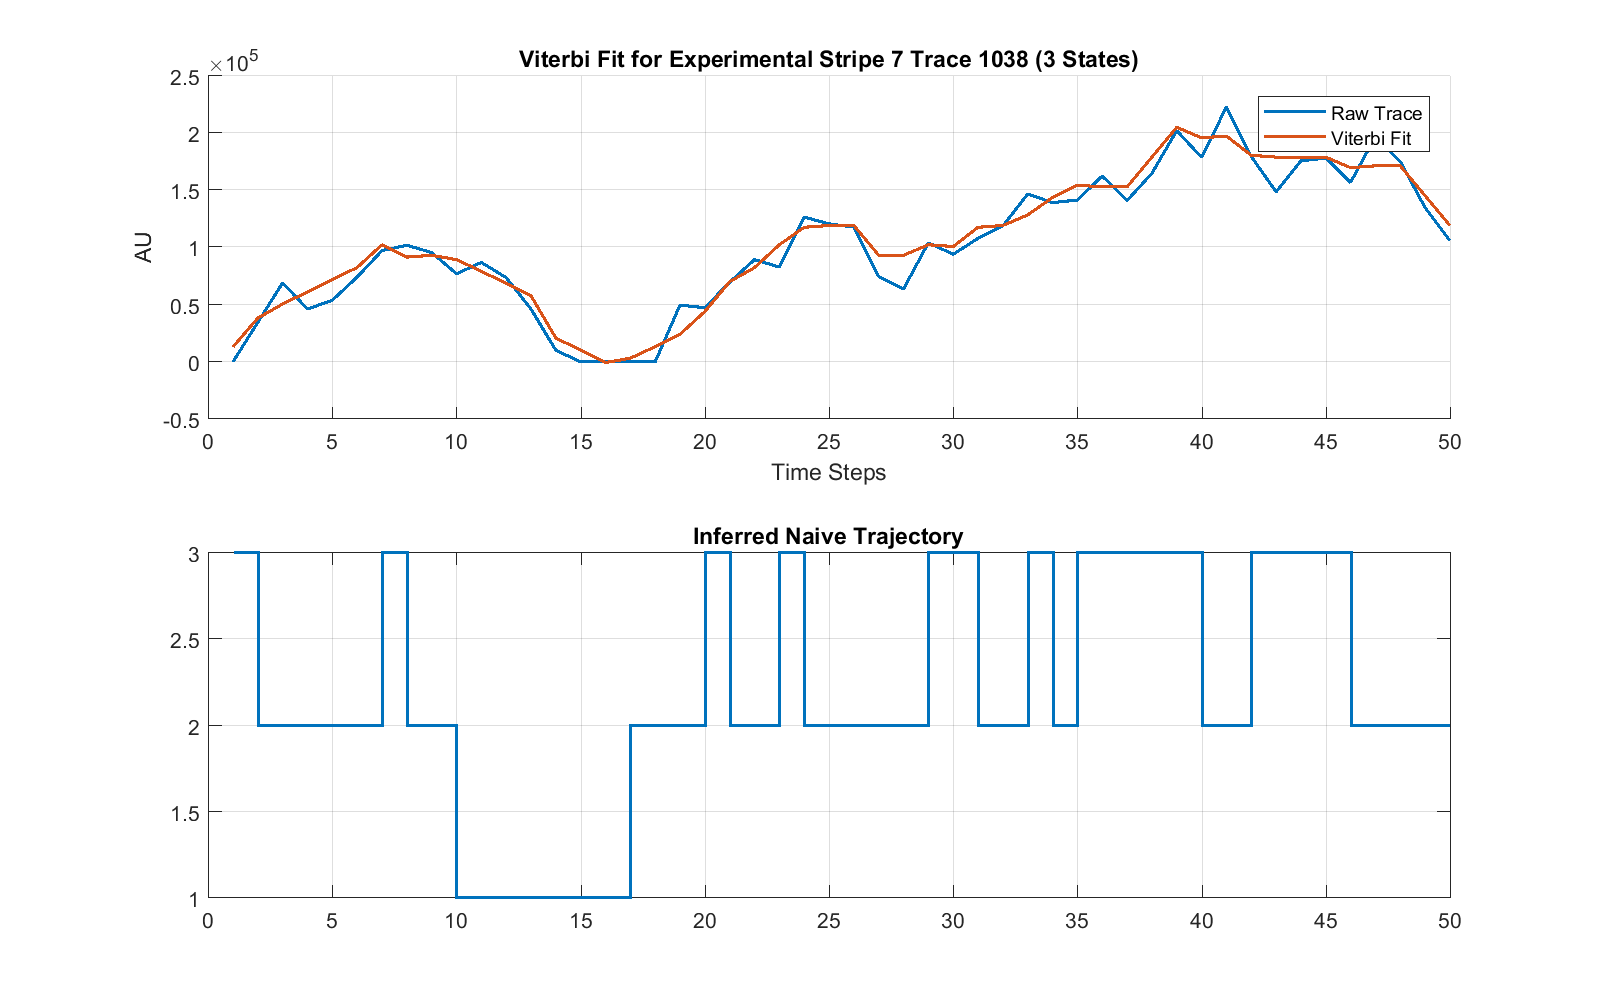 Viterbi Fit for Experimental Stripe 7 Trace 1038 (3 States)
×10^5
2.5
2
1.5
1
0.5
0
-0.5
AU
Raw Trace
Viterbi Fit
0 5 10 15 20 25 30 35 40 45 50
Time Steps
Inferred Naive Trajectory
3
2.5
2
1.5
1
0 5 10 15 20 25 30 35 40 45 50